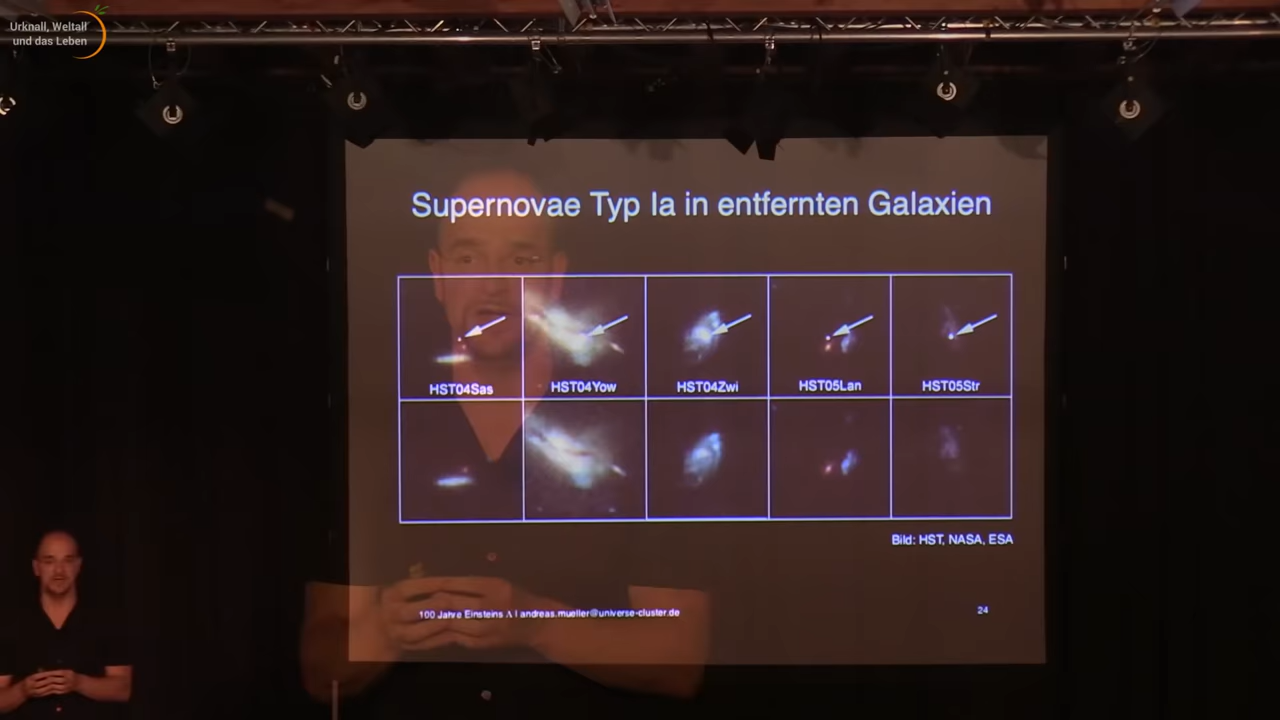 Urknall, Weltall
und das Leben
Supernovae Typ Ia in entfernten Galaxien
HST04Sas HST04Yow HST04Zwi HST05Lan HST05Str
Bild: HST, NASA, ESA
100 Jahre Einsteins Λ | andreas.mueller@universe-cluster.de 24